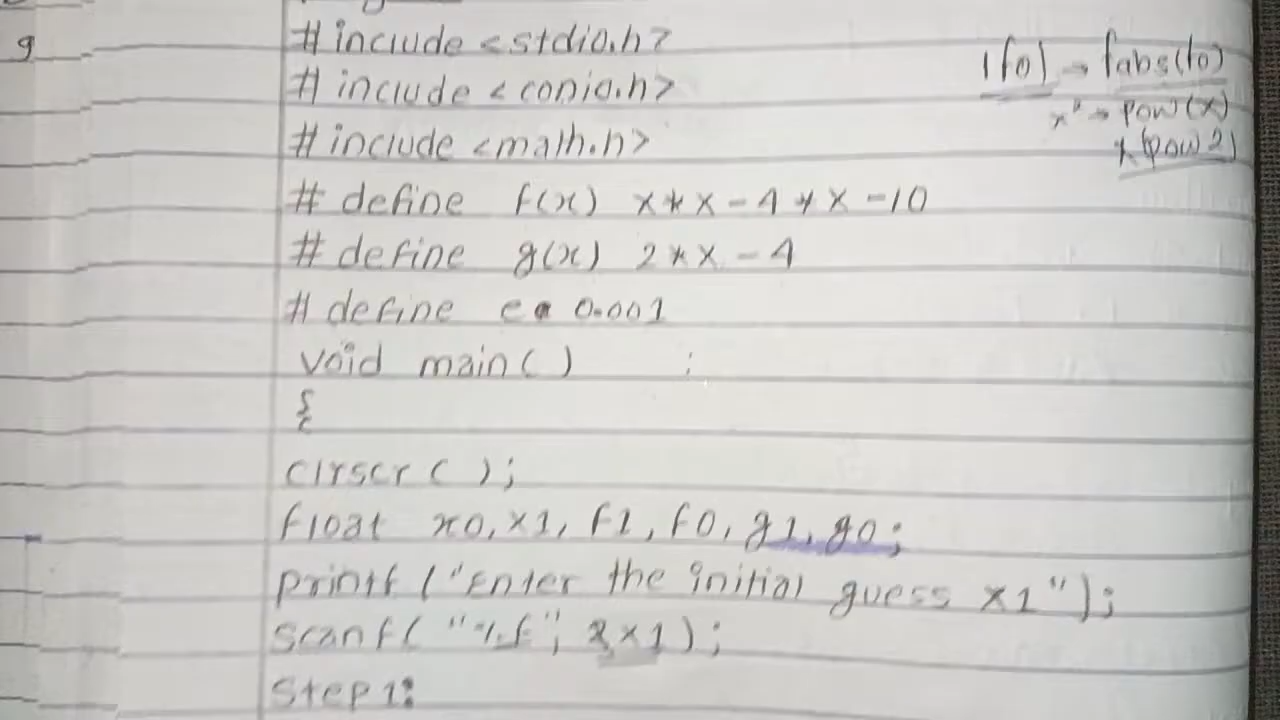 9
# include <stdio.h>
# include <conio.h>
# include <math.h>
|f0| → fabs(f0)
x² → pow(x)
x(pow2)
# define f(x) x*x-4*x-10
# define g(x) 2*x-4
# define e 0.001
void main()
{
clrscr();
float x0,x1, f1, f0, g1, g0;
printf("Enter the initial guess x1");
scanf("%f", &x1);
Step 1: